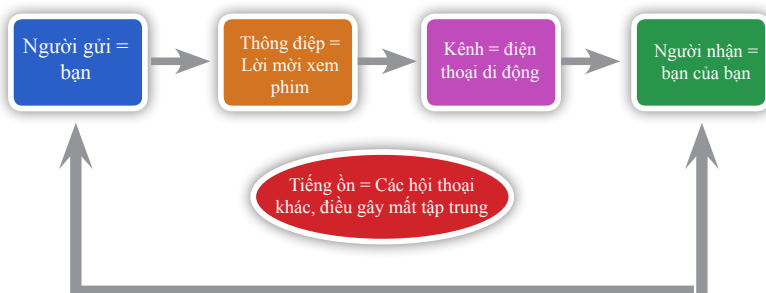 Người gửi =
bạn
Thông điệp =
Lời mời xem
phim
Kênh = điện
thoại di động
Người nhận =
bạn của bạn
Tiếng ồn = Các hội thoại
khác, điều gây mất tập trung